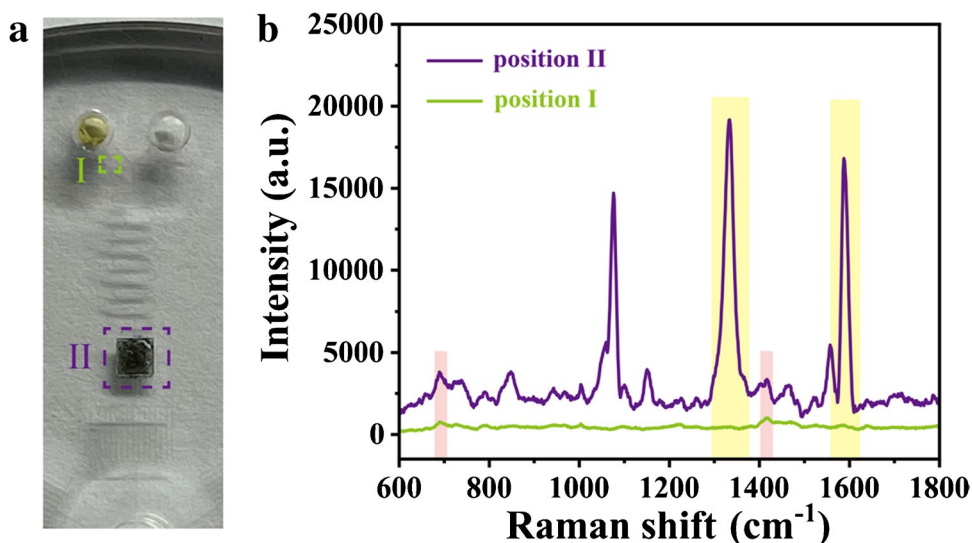 a
I
II
b
position II
position I
Intensity (a.u.)
25000
20000
15000
10000
5000
0
600
800
1000
1200
1400
1600
1800
Raman shift (cm⁻¹)